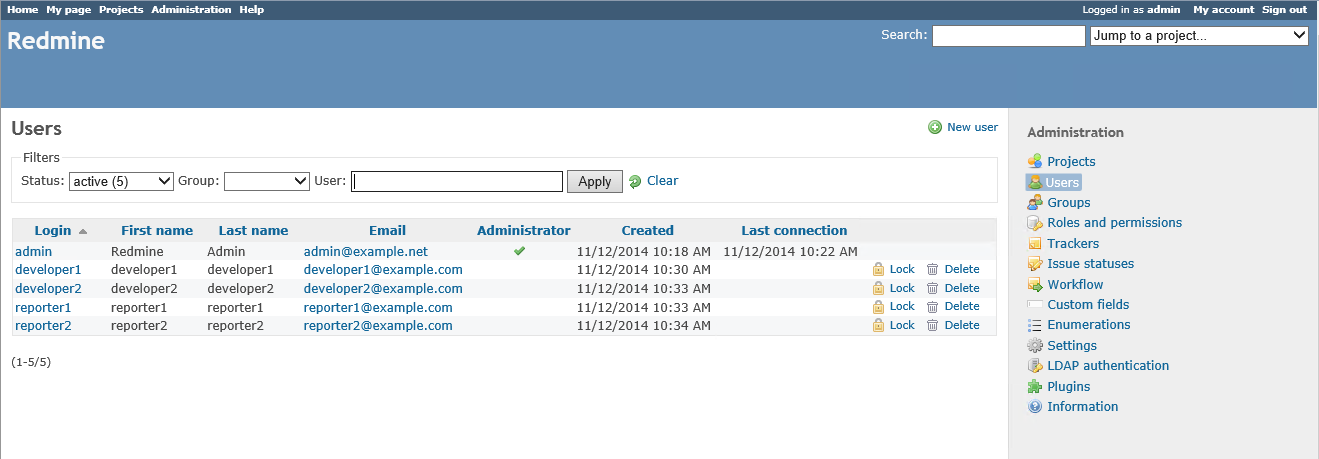 Home My page Projects Administration Help Logged in as admin My account Sign out
Redmine Search: Jump to a project...
Users New user
Filters
Status: active (5) Group: User: Apply Clear
Login First name Last name Email Administrator Created Last connection
admin Redmine Admin admin@example.net 11/12/2014 10:18 AM 11/12/2014 10:22 AM
developer1 developer1 developer1 developer1@example.com 11/12/2014 10:30 AM Lock Delete
developer2 developer2 developer2 developer2@example.com 11/12/2014 10:33 AM Lock Delete
reporter1 reporter1 reporter1 reporter1@example.com 11/12/2014 10:33 AM Lock Delete
reporter2 reporter2 reporter2 reporter2@example.com 11/12/2014 10:34 AM Lock Delete
(1-5/5)
Administration
Projects
Users
Groups
Roles and permissions
Trackers
Issue statuses
Workflow
Custom fields
Enumerations
Settings
LDAP authentication
Plugins
Information